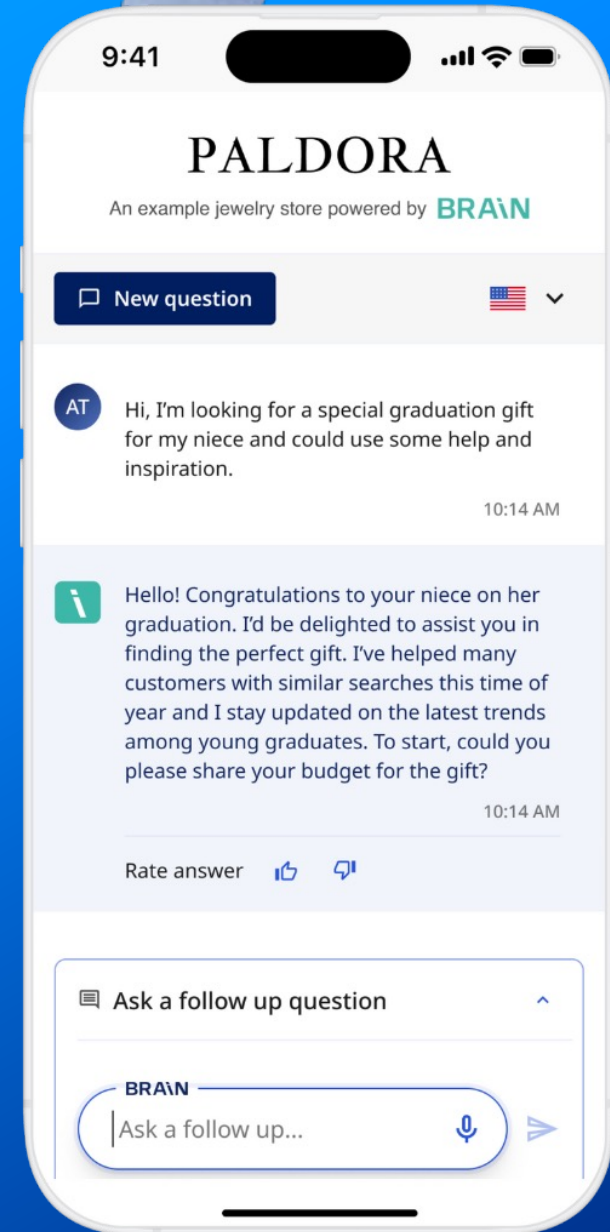 9:41
PALDORA
An example jewelry store powered by BRAIN
New question
AT
Hi, I’m looking for a special graduation gift
for my niece and could use some help and
inspiration.
10:14 AM
Hello! Congratulations to your niece on her
graduation. I’d be delighted to assist you in
finding the perfect gift. I’ve helped many
customers with similar searches this time of
year and I stay updated on the latest trends
among young graduates. To start, could you
please share your budget for the gift?
10:14 AM
Rate answer
Ask a follow up question
BRAIN
Ask a follow up...